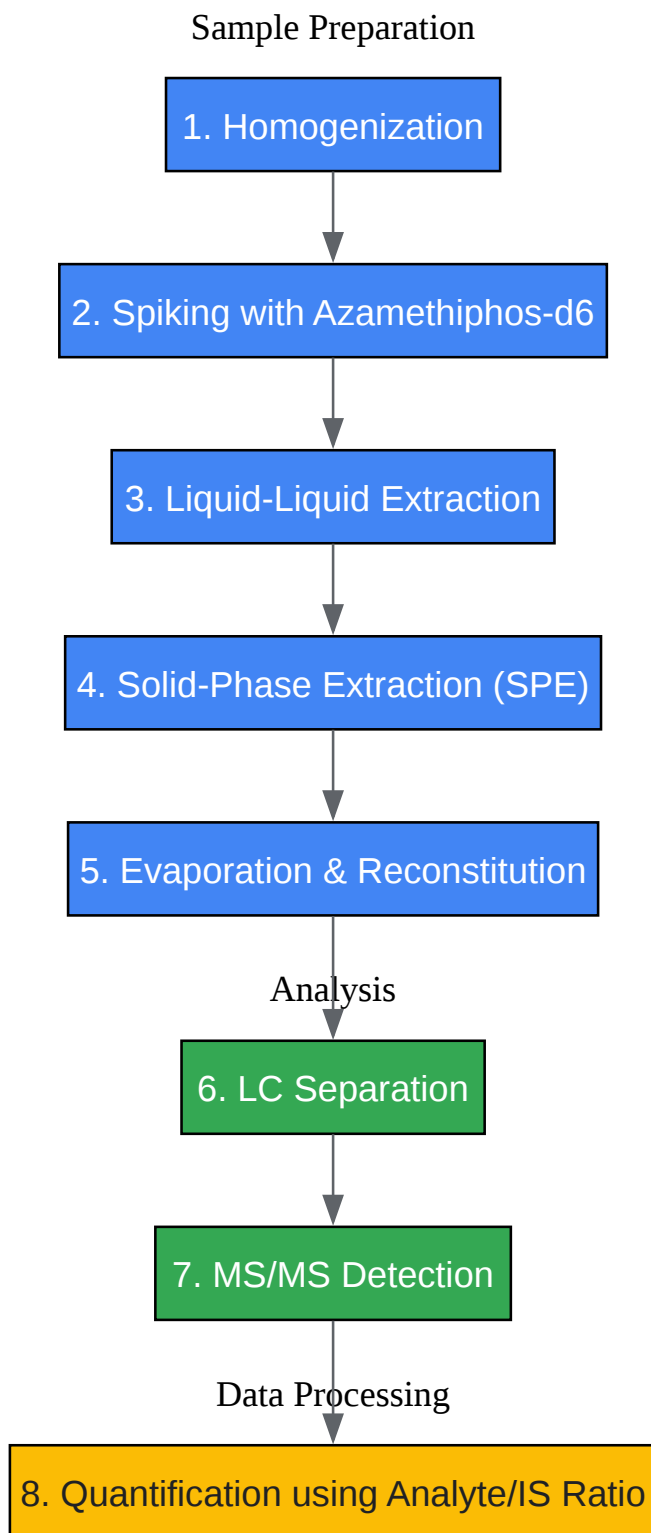 Sample Preparation
1. Homogenization
2. Spiking with Azamethiphos-d6
3. Liquid-Liquid Extraction
4. Solid-Phase Extraction (SPE)
5. Evaporation & Reconstitution
Analysis
6. LC Separation
7. MS/MS Detection
Data Processing
8. Quantification using Analyte/IS Ratio